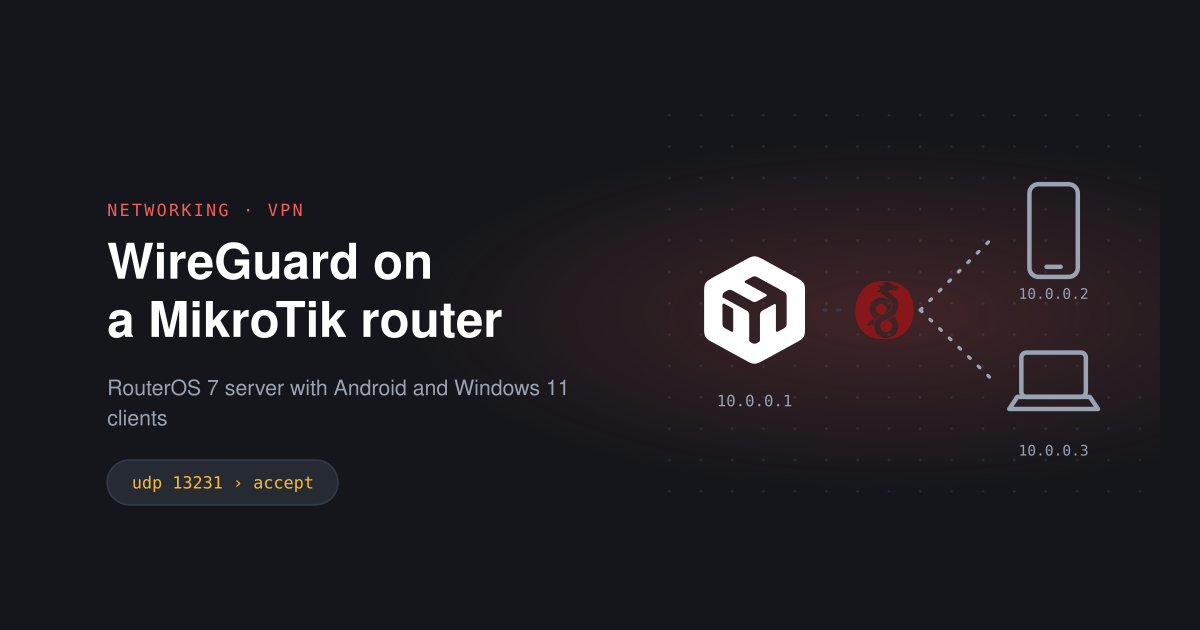 NETWORKING · VPN
WireGuard on
a MikroTik router
RouterOS 7 server with Android and Windows 11
clients
udp 13231 › accept
10.0.0.1
10.0.0.2
10.0.0.3